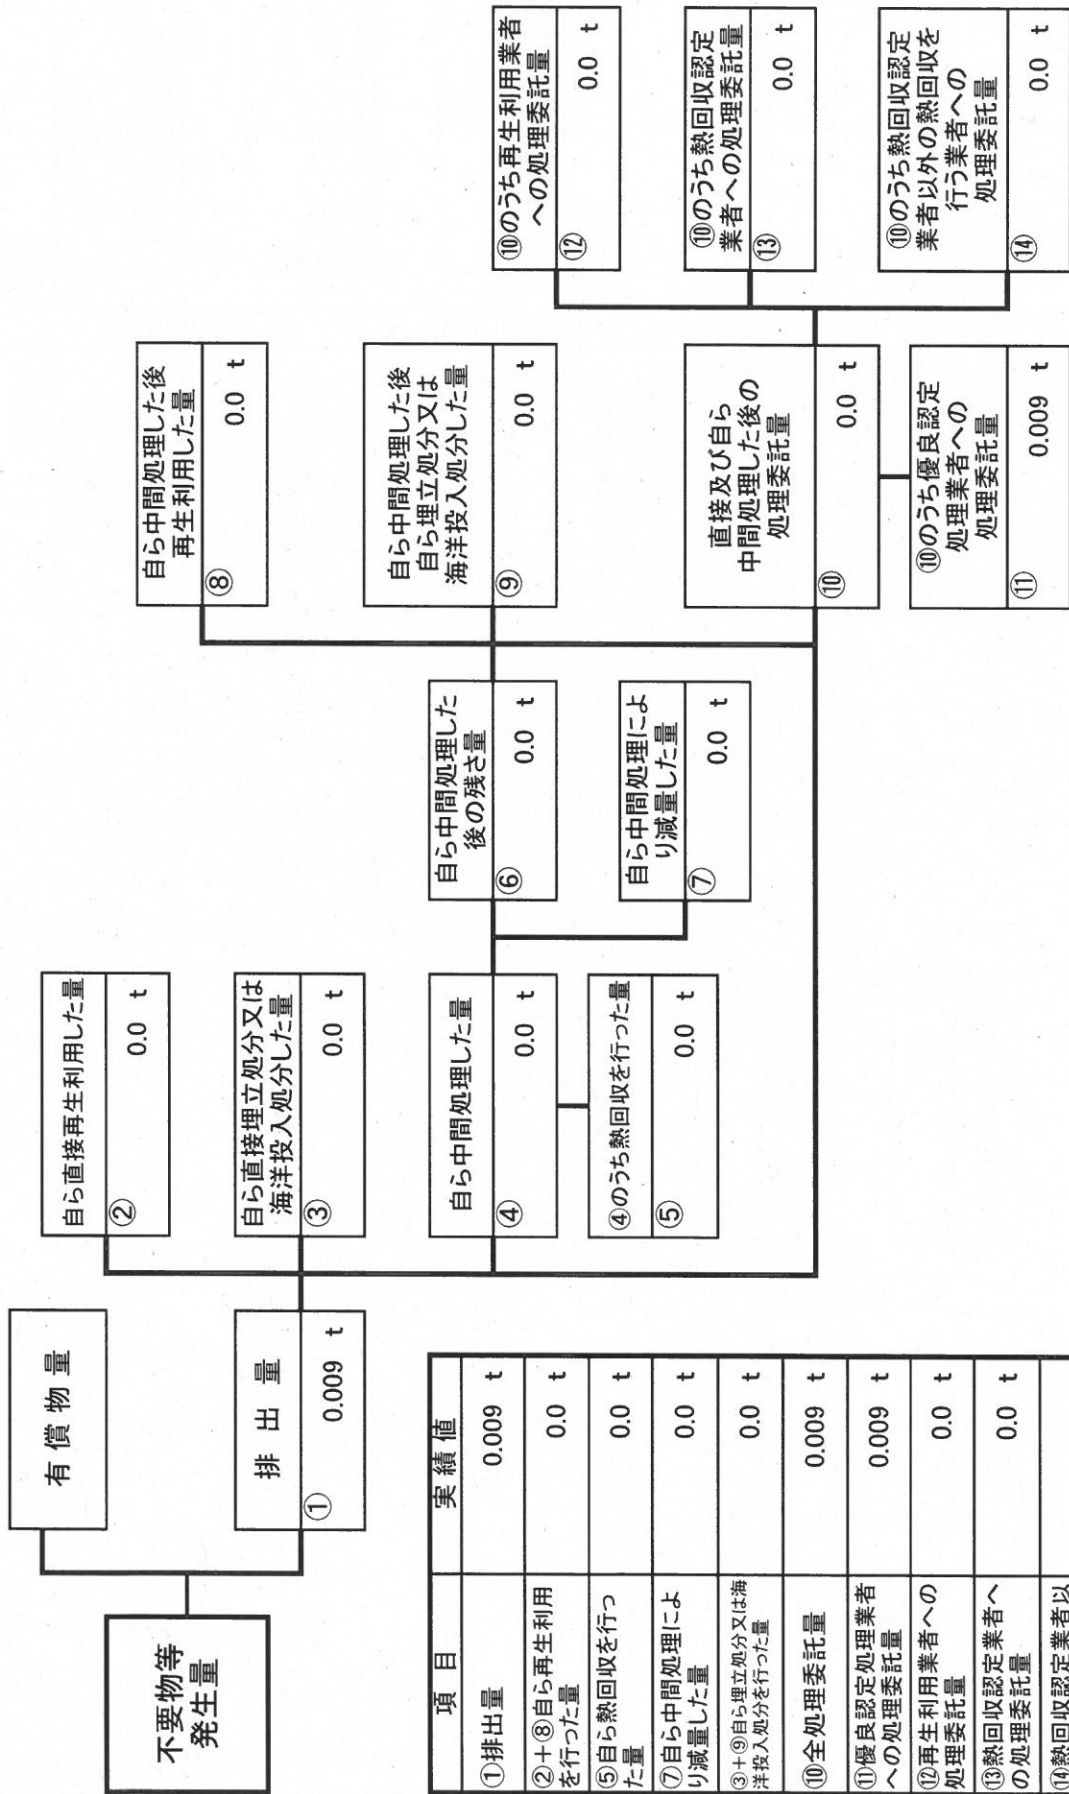 不要物等
発生量
有償物量
排出量
① 0.009 t
自ら直接再生利用した量
② 0.0 t
自ら直接埋立処分又は
海洋投入処分した量
③ 0.0 t
自ら中間処理した量
④ 0.0 t
④のうち熱回収を行った量
⑤ 0.0 t
自ら中間処理した
後の残さ量
⑥ 0.0 t
自ら中間処理によ
り減量した量
⑦ 0.0 t
自ら中間処理した後
再生利用した量
⑧ 0.0 t
自ら中間処理した後
自ら埋立処分又は
海洋投入処分した量
⑨ 0.0 t
直接及び自ら
中間処理した後の
処理委託量
⑩ 0.0 t
⑩のうち優良認定
処理業者への
処理委託量
⑪ 0.009 t
⑩のうち再生利用業者
への処理委託量
⑫ 0.0 t
⑩のうち熱回収認定
業者への処理委託量
⑬ 0.0 t
⑩のうち熱回収認定
業者以外の熱回収を
行う業者への
処理委託量
⑭ 0.0 t
項目 実績値
①排出量 0.009 t
②+⑧自ら再生利用
を行った量 0.0 t
⑤自ら熱回収を行っ
た量 0.0 t
⑦自ら中間処理によ
り減量した量 0.0 t
③+⑨自ら埋立処分又は海
洋投入処分を行った量 0.0 t
⑩全処理委託量 0.009 t
⑪優良認定処理業者
への処理委託量 0.009 t
⑫再生利用業者への
処理委託量 0.0 t
⑬熱回収認定業者へ
の処理委託量 0.0 t
⑭熱回収認定業者以